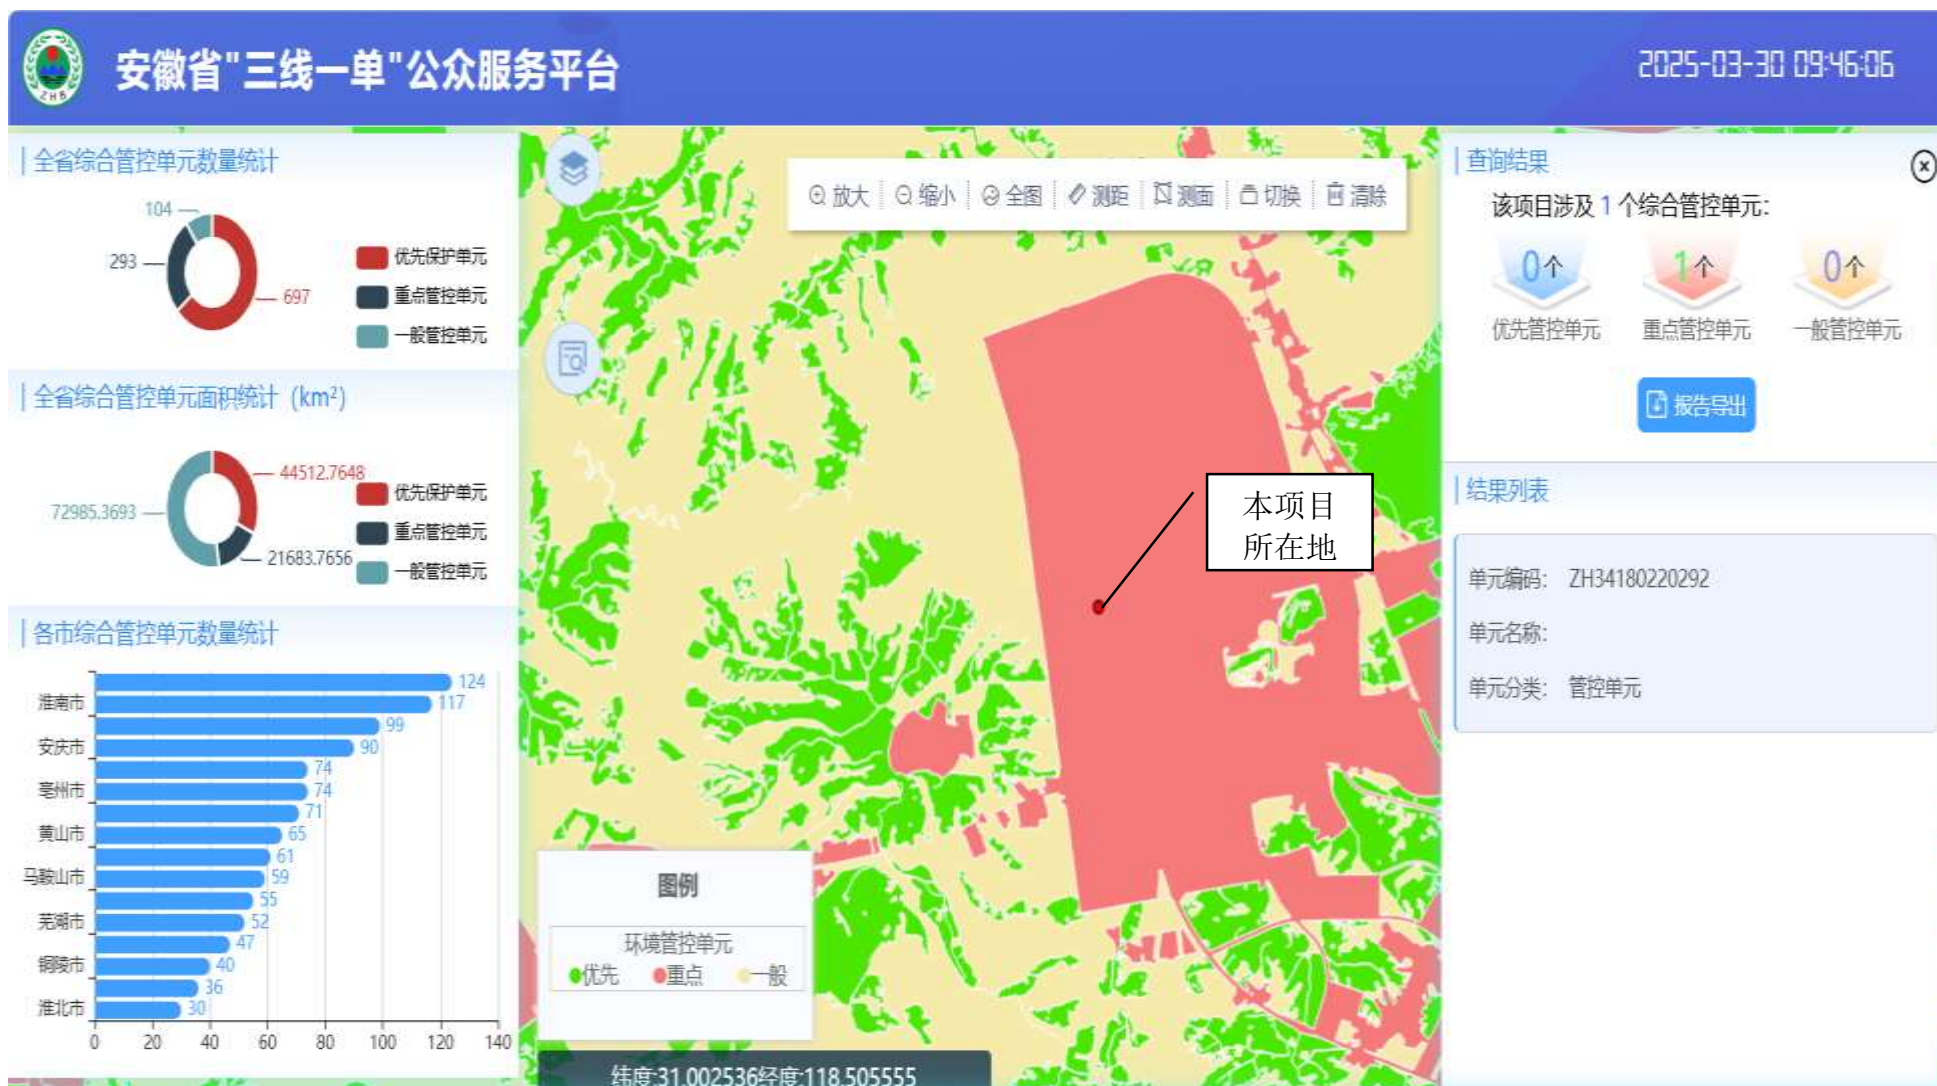 安徽省"三线一单"公众服务平台
2025-03-30 09:46:06
ZHB
全省综合管控单元数量统计
104
293
697
优先保护单元
重点管控单元
一般管控单元
全省综合管控单元面积统计（km²）
44512.7648
72985.3693
21683.7656
优先保护单元
重点管控单元
一般管控单元
各市综合管控单元数量统计
124
淮南市 117
99
安庆市 90
74
亳州市 74
71
黄山市 65
61
马鞍山市 59
55
芜湖市 52
47
铜陵市 40
36
淮北市 30
0 20 40 60 80 100 120 140
放大 缩小 全图 测距 测面 切换 清除
本项目
所在地
图例
环境管控单元
优先 重点 一般
纬度:31.002536经度:118.505555
查询结果
该项目涉及 1 个综合管控单元:
0个 1个 0个
优先管控单元 重点管控单元 一般管控单元
报告导出
结果列表
单元编码: ZH34180220292
单元名称:
单元分类: 管控单元